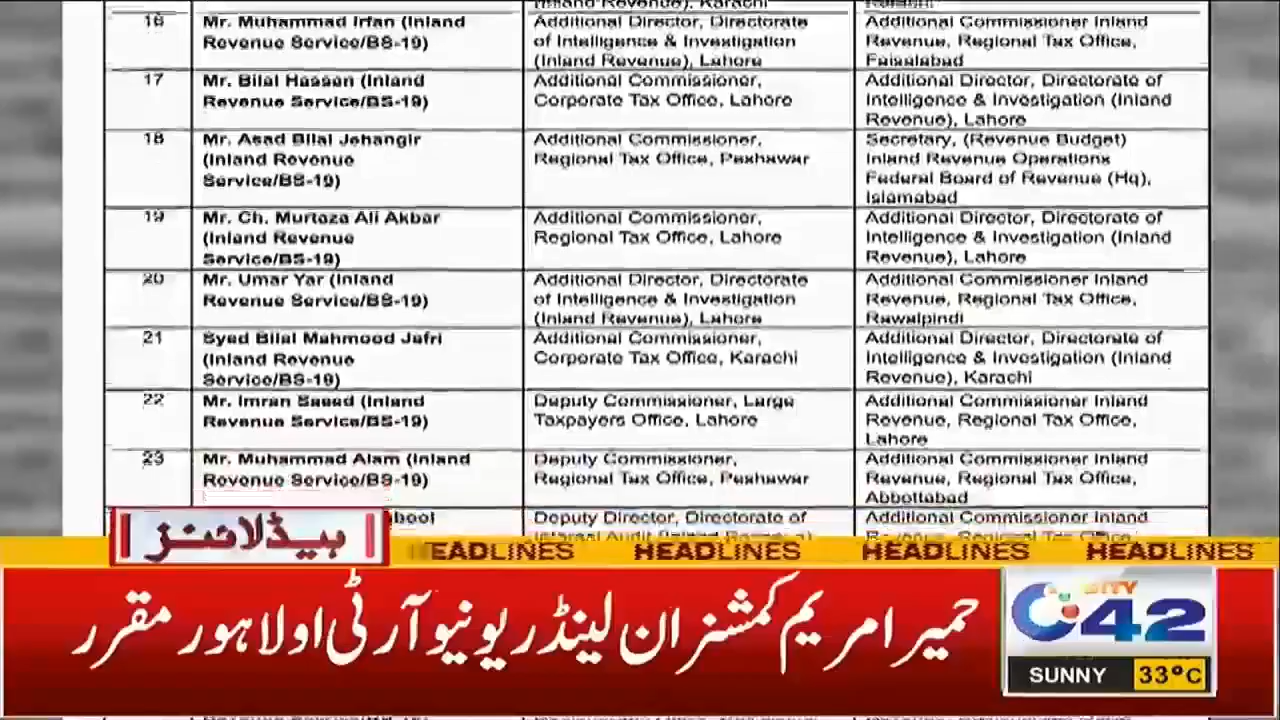 Inland Revenue), Karachi
16 Mr. Muhammad Irfan (Inland Additional Director, Directorate Additional Commissioner Inland
Revenue Service/BS-19) of Intelligence & Investigation Revenue, Regional Tax Office,
(Inland Revenue), Lahore Faisalabad
17 Mr. Bilal Hassan (Inland Additional Commissioner, Additional Director, Directorate of
Revenue Service/BS-19) Corporate Tax Office, Lahore Intelligence & Investigation (Inland
Revenue), Lahore
18 Mr. Asad Bilal Jehangir Additional Commissioner, Secretary, (Revenue Budget)
(Inland Revenue Regional Tax Office, Peshawar Inland Revenue Operations
Service/BS-19) Federal Board of Revenue (Hq),
Islamabad
19 Mr. Ch. Murtaza Ali Akbar Additional Commissioner, Additional Director, Directorate of
(Inland Revenue Regional Tax Office, Lahore Intelligence & Investigation (Inland
Service/BS-19) Revenue), Lahore
20 Mr. Umar Yar (Inland Additional Director, Directorate Additional Commissioner Inland
Revenue Service/BS-19) of Intelligence & Investigation Revenue, Regional Tax Office,
(Inland Revenue), Lahore Rawalpindi
21 Syed Bilal Mahmood Jafri Additional Commissioner, Additional Director, Directorate of
(Inland Revenue Corporate Tax Office, Karachi Intelligence & Investigation (Inland
Service/BS-19) Revenue), Karachi
22 Mr. Imran Saeed (Inland Deputy Commissioner, Large Additional Commissioner Inland
Revenue Service/BS-19) Taxpayers Office, Lahore Revenue, Regional Tax Office,
Lahore
23 Mr. Muhammad Alam (Inland Deputy Commissioner, Additional Commissioner Inland
Revenue Service/BS-19) Regional Tax Office, Peshawar Revenue, Regional Tax Office,
Abbottabad
Deputy Director, Directorate of Additional Commissioner Inland
ہیڈلائنز
EADLINES HEADLINES HEADLINES HEADLINES
حمیرا مریم کمشنر ان لینڈ ریونیو آر ٹی او لاہور مقرر
CITY 42
SUNNY 33°C